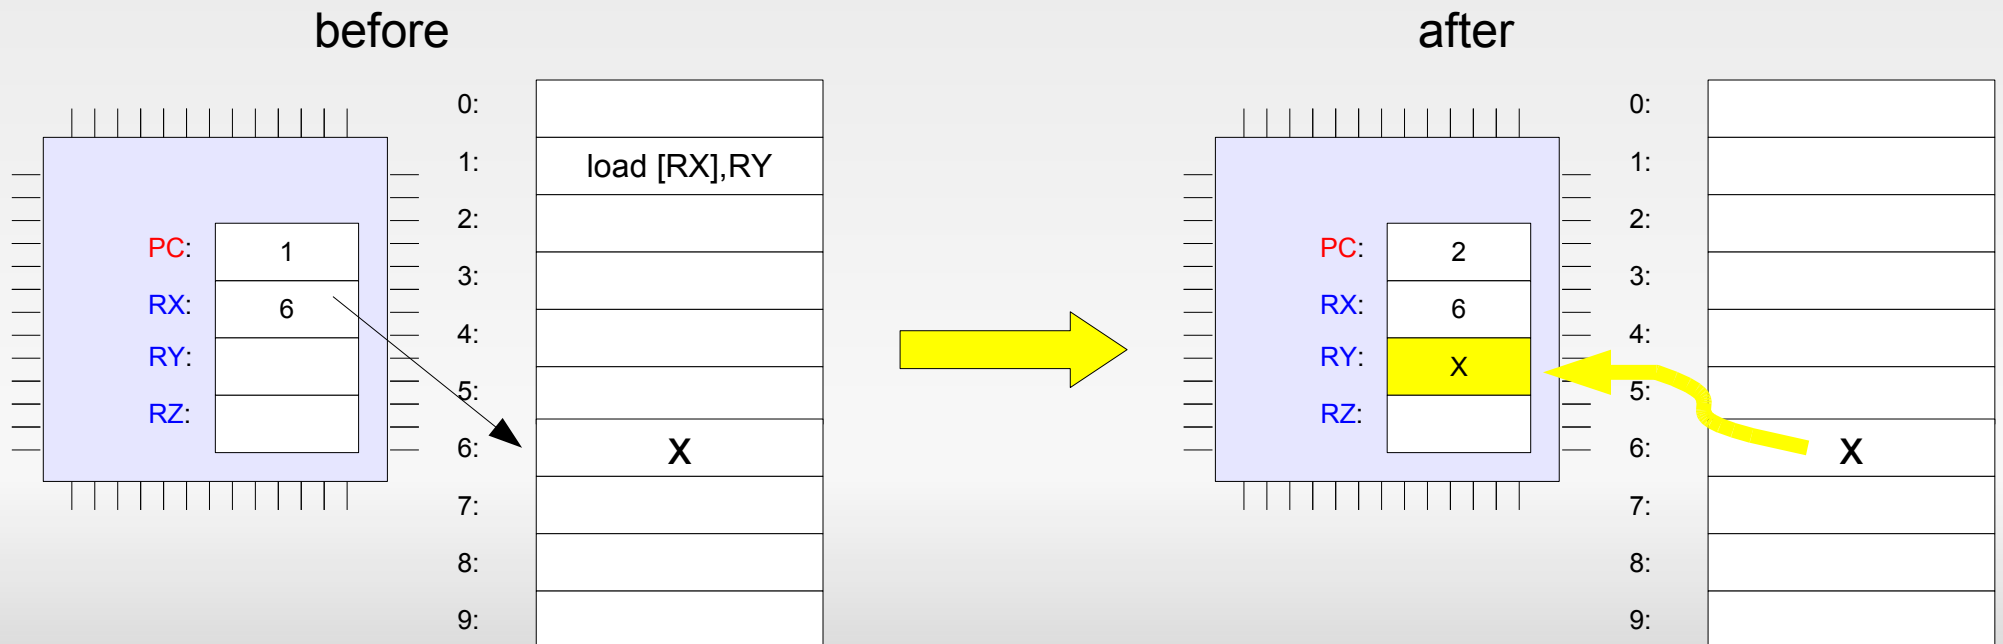 before
after
0:
1: load [RX],RY
2:
PC: 1
3:
RX: 6
4:
RY:
5:
RZ:
6: X
7:
8:
9:
0:
1:
2:
PC: 2
3:
RX: 6
4:
RY: X
5:
RZ:
6: X
7:
8:
9: